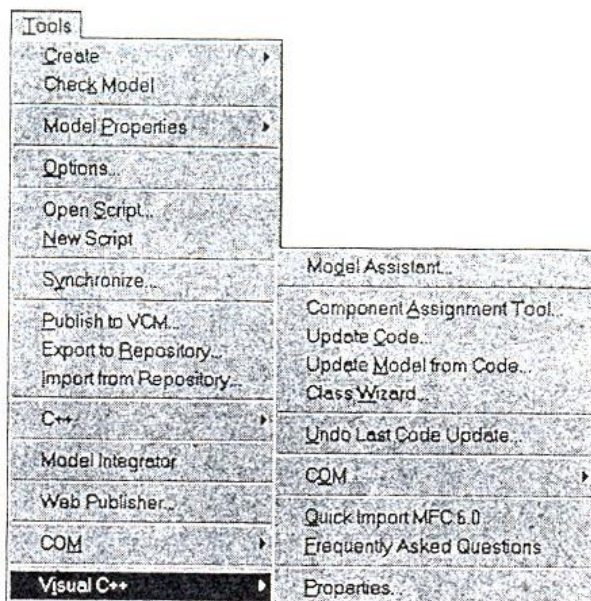 Tools
Create
Check Model
Model Properties
Options...
Open Script...
New Script
Synchronize...
Publish to VCM...
Export to Repository...
Import from Repository...
C++
Model Integrator
Web Publisher...
COM
Visual C++
Model Assistant...
Component Assignment Tool...
Update Code...
Update Model from Code...
Class Wizard...
Undo Last Code Update...
COM
Quick Import MFC 6.0
Frequently Asked Questions
Properties...